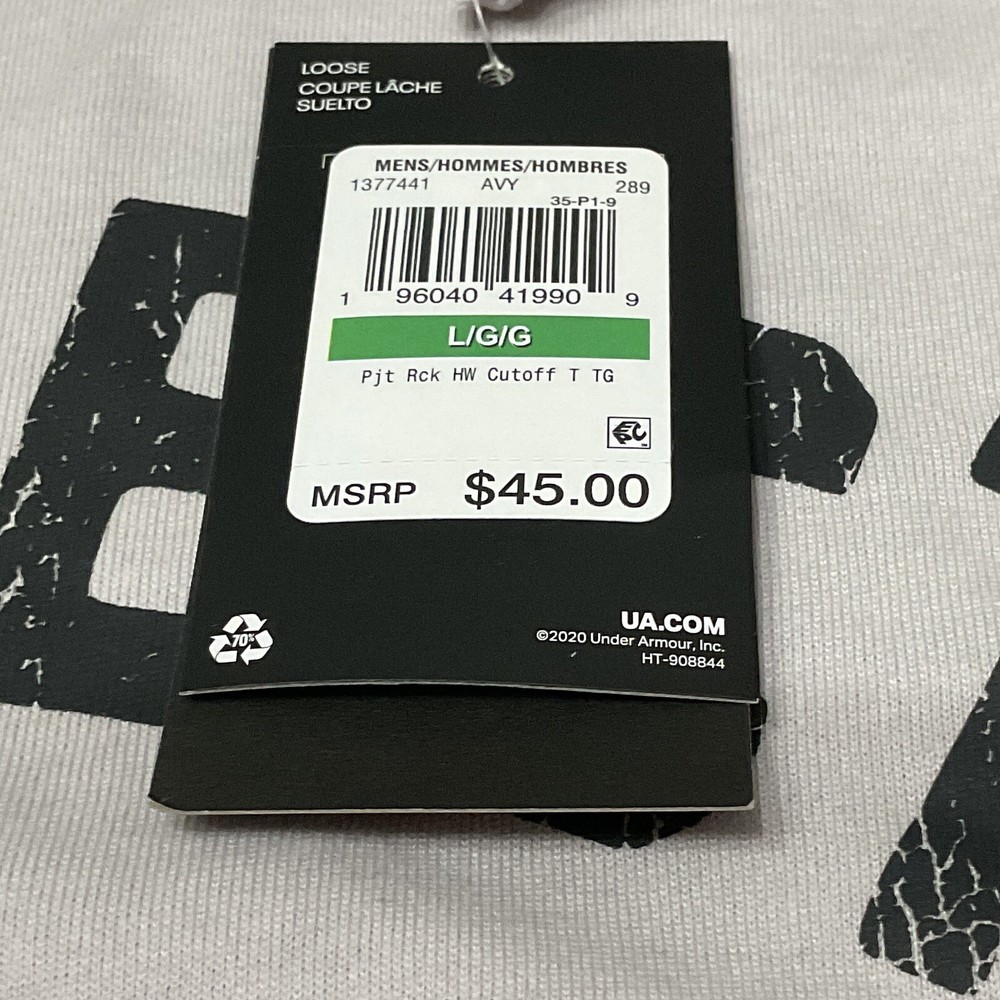 LOOSE
COUPE LÂCHE
SUELTO
MENS/HOMMES/HOMBRES
1377441 AVY 289
35-P1-9
1 96040 41990 9
L/G/G
Pjt Rck HW Cutoff T TG
MSRP $45.00
70%
UA.COM
©2020 Under Armour, Inc.
HT-908844